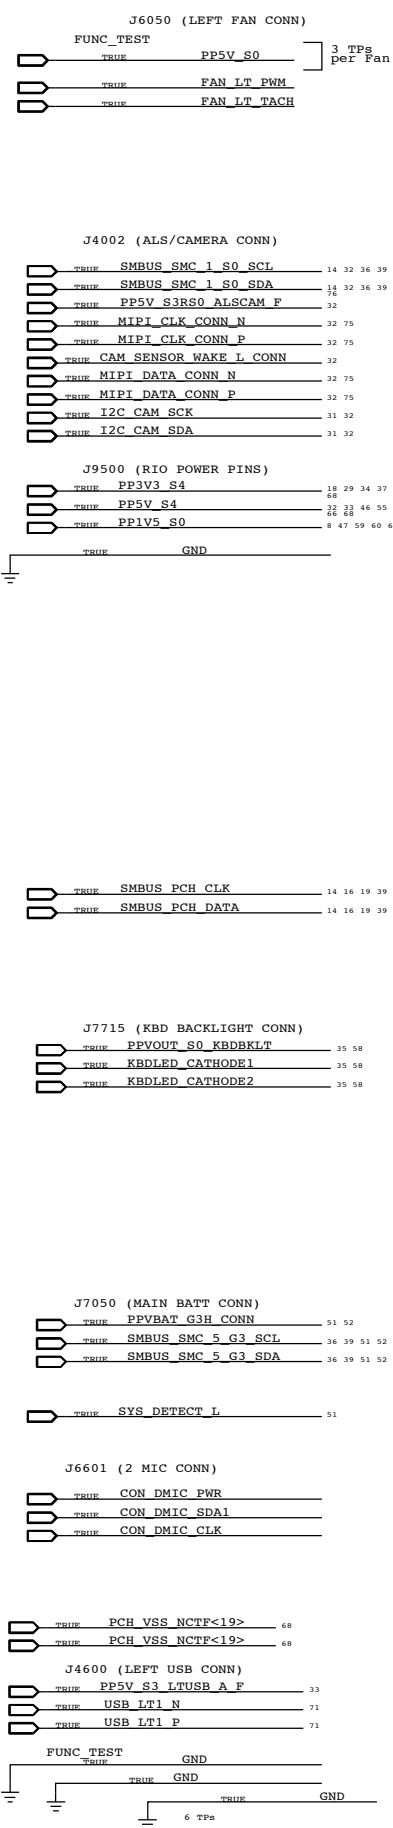 J6050 (LEFT FAN CONN)
FUNC_TEST
TRUE PP5V_S0
3 TPs
per Fan
TRUE FAN_LT_PWM
TRUE FAN_LT_TACH
J4002 (ALS/CAMERA CONN)
TRUE SMBUS_SMC_1_S0_SCL 14 32 36 39
TRUE SMBUS_SMC_1_S0_SDA 14 32 36 39
76
TRUE PP5V_S3RS0_ALSCAM_F 32
TRUE MIPI_CLK_CONN_N 32 75
TRUE MIPI_CLK_CONN_P 32 75
TRUE CAM_SENSOR_WAKE_L_CONN 32
TRUE MIPI_DATA_CONN_N 32 75
TRUE MIPI_DATA_CONN_P 32 75
TRUE I2C_CAM_SCK 31 32
TRUE I2C_CAM_SDA 31 32
J9500 (RIO POWER PINS)
TRUE PP3V3_S4 18 29 34 37
68
TRUE PP5V_S4 32 33 46 55
66 68
TRUE PP1V5_S0 8 47 59 60 6
TRUE GND
TRUE SMBUS_PCH_CLK 14 16 19 39
TRUE SMBUS_PCH_DATA 14 16 19 39
J7715 (KBD BACKLIGHT CONN)
TRUE PPVOUT_S0_KBDBKLT 35 58
TRUE KBDLED_CATHODE1 35 58
TRUE KBDLED_CATHODE2 35 58
J7050 (MAIN BATT CONN)
TRUE PPVBAT_G3H_CONN 51 52
TRUE SMBUS_SMC_5_G3_SCL 36 39 51 52
TRUE SMBUS_SMC_5_G3_SDA 36 39 51 52
TRUE SYS_DETECT_L 51
J6601 (2 MIC CONN)
TRUE CON_DMIC_PWR
TRUE CON_DMIC_SDA1
TRUE CON_DMIC_CLK
TRUE PCH_VSS_NCTF<19> 68
TRUE PCH_VSS_NCTF<19> 68
J4600 (LEFT USB CONN)
TRUE PP5V_S3_LTUSB_A_F 33
TRUE USB_LT1_N 71
TRUE USB_LT1_P 71
FUNC_TEST
TRUE GND
TRUE GND
TRUE GND
6 TPs